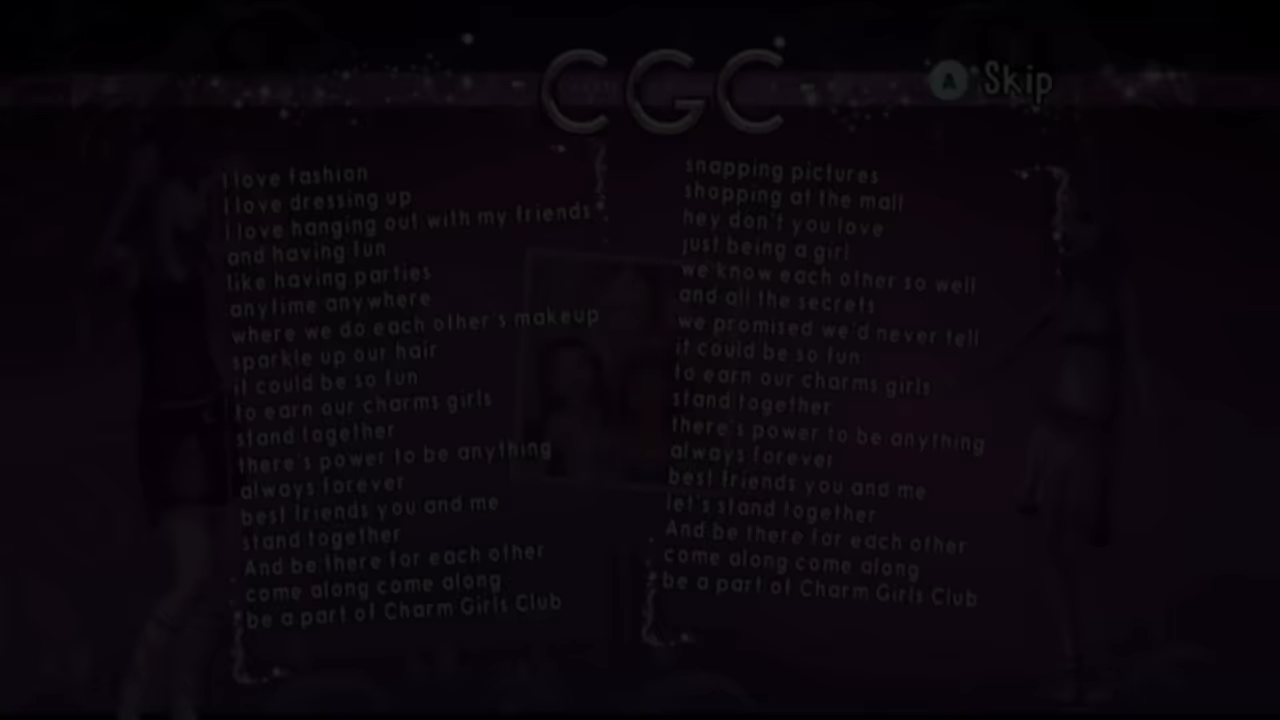 CGC
A Skip
I love fashion
I love dressing up
I love hanging out with my friends
and having fun
like having parties
anytime anywhere
where we do each other's makeup
sparkle up our hair
it could be so fun
to earn our charms girls
stand together
there's power to be anything
always forever
best friends you and me
stand together
And be there for each other
come along come along
be a part of Charm Girls Club
snapping pictures
shopping at the mall
hey don't you love
just being a girl
we know each other so well
and all the secrets
we promised we'd never tell
it could be so fun
to earn our charms girls
stand together
there's power to be anything
always forever
best friends you and me
let's stand together
And be there for each other
come along come along
be a part of Charm Girls Club